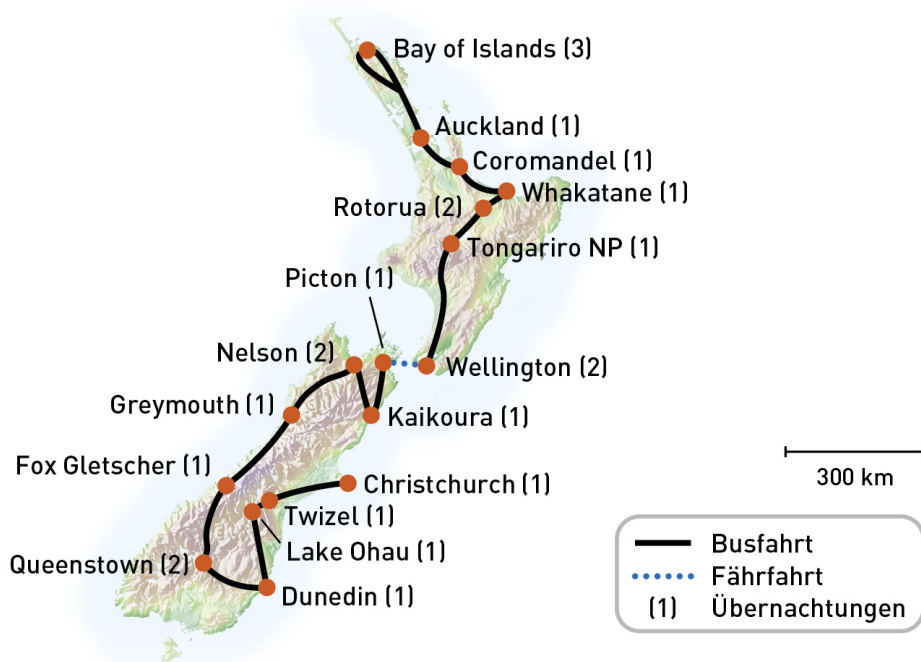 Bay of Islands (3)
Auckland (1)
Coromandel (1)
Whakatane (1)
Rotorua (2)
Tongariro NP (1)
Picton (1)
Nelson (2)
Wellington (2)
Greymouth (1)
Kaikoura (1)
Fox Gletscher (1)
Christchurch (1)
Twizel (1)
Lake Ohau (1)
Queenstown (2)
Dunedin (1)
300 km
Busfahrt
Fährfahrt
(1) Übernachtungen